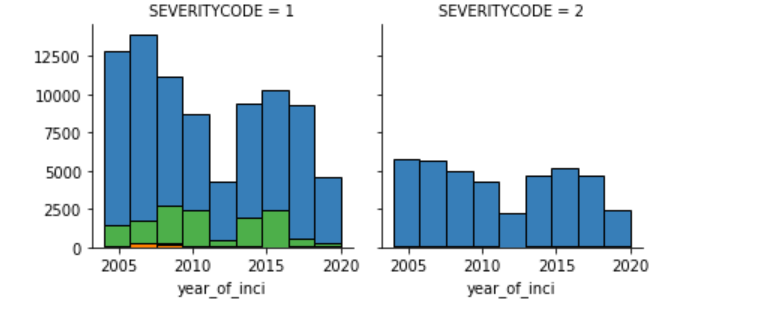 SEVERITYCODE = 1 SEVERITYCODE = 2
12500
10000
7500
5000
2500
0
2005 2010 2015 2020 2005 2010 2015 2020
year_of_inci year_of_inci